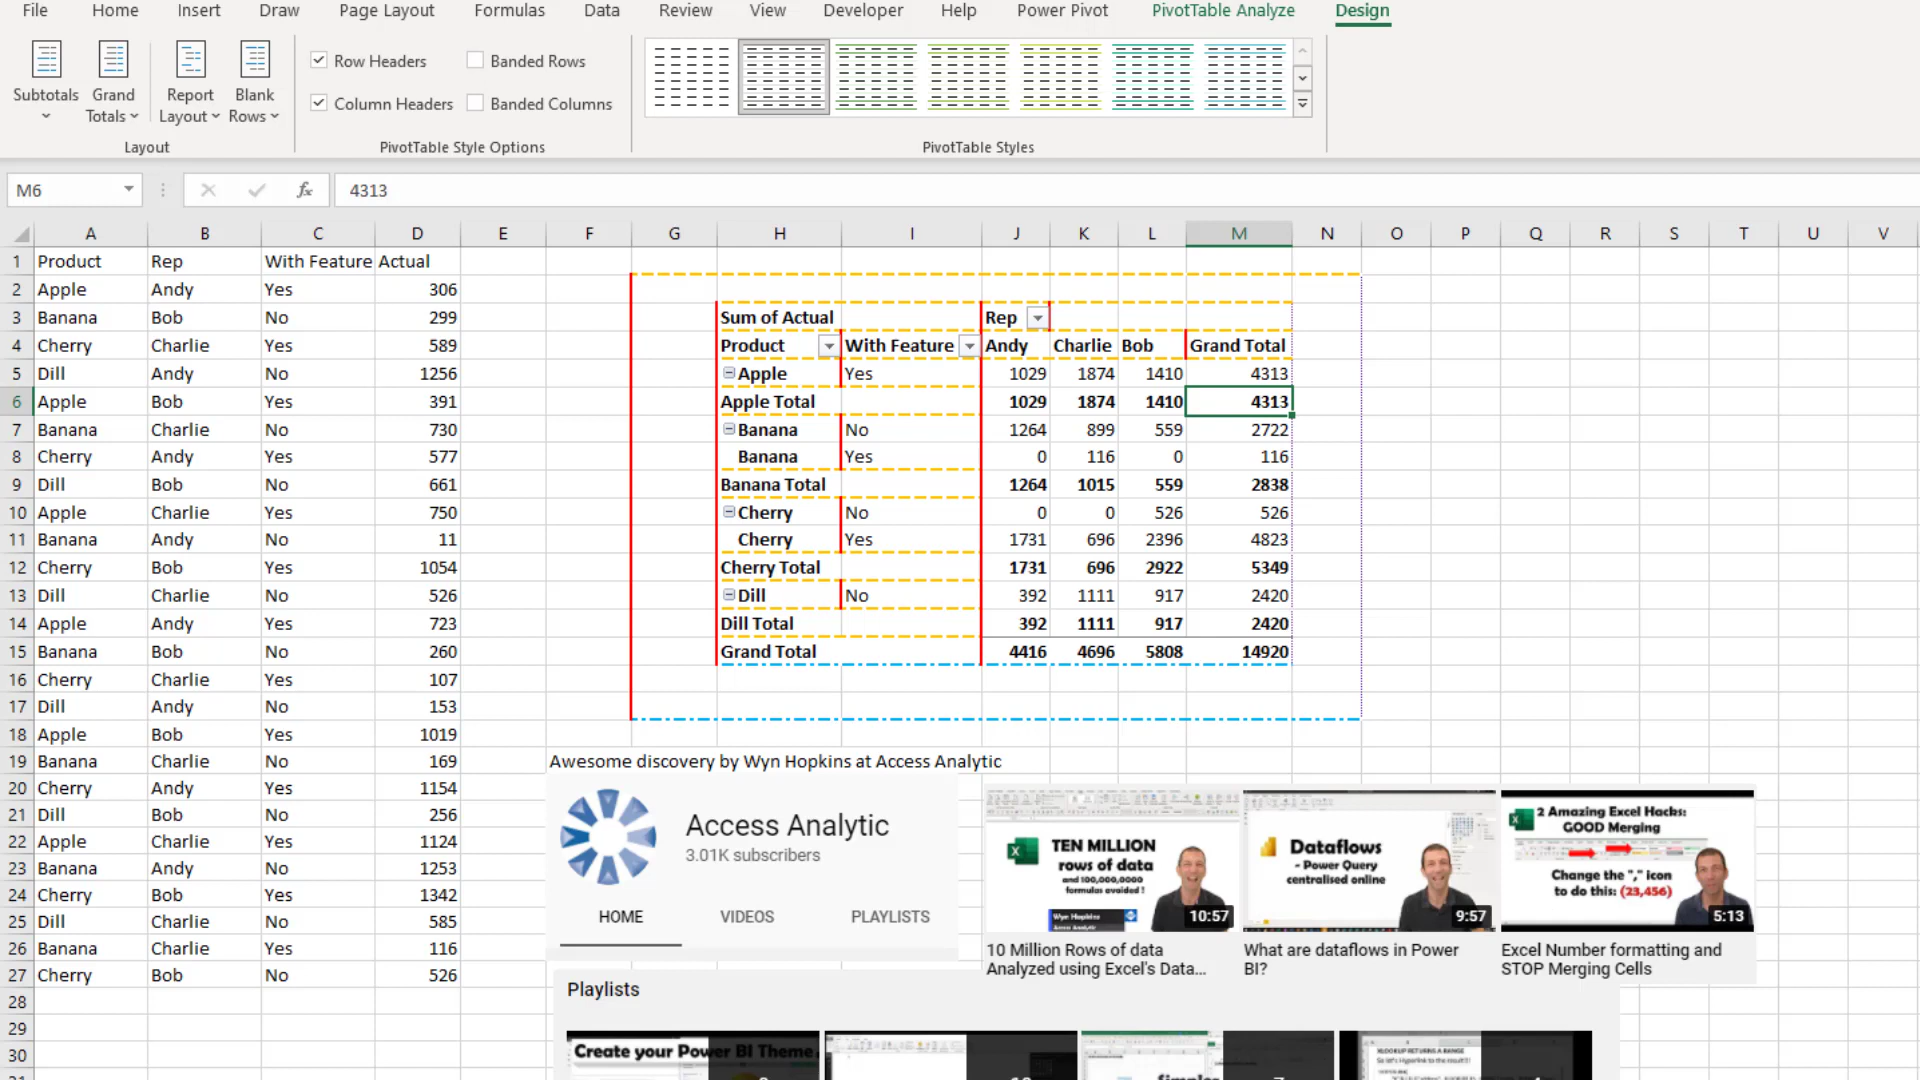 File Home Insert Draw Page Layout Formulas Data Review View Developer Help Power Pivot PivotTable Analyze Design
Subtotals
Grand Totals
Report Layout
Blank Rows
Row Headers
Banded Rows
Column Headers
Banded Columns
Layout
PivotTable Style Options
PivotTable Styles
M6 fx 4313
A B C D E F G H I J K L M N O P Q R S T U V
1 Product Rep With Feature Actual
2 Apple Andy Yes 306
3 Banana Bob No 299 Sum of Actual Rep
4 Cherry Charlie Yes 589 Product With Feature Andy Charlie Bob Grand Total
5 Dill Andy No 1256 Apple Yes 1029 1874 1410 4313
6 Apple Bob Yes 391 Apple Total 1029 1874 1410 4313
7 Banana Charlie No 730 Banana No 1264 899 559 2722
8 Cherry Andy Yes 577 Banana Yes 0 116 0 116
9 Dill Bob No 661 Banana Total 1264 1015 559 2838
10 Apple Charlie Yes 750 Cherry No 0 0 526 526
11 Banana Andy No 11 Cherry Yes 1731 696 2396 4823
12 Cherry Bob Yes 1054 Cherry Total 1731 696 2922 5349
13 Dill Charlie No 526 Dill No 392 1111 917 2420
14 Apple Andy Yes 723 Dill Total 392 1111 917 2420
15 Banana Bob No 260 Grand Total 4416 4696 5808 14920
16 Cherry Charlie Yes 107
17 Dill Andy No 153
18 Apple Bob Yes 1019
19 Banana Charlie No 169 Awesome discovery by Wyn Hopkins at Access Analytic
20 Cherry Andy Yes 1154
21 Dill Bob No 256
22 Apple Charlie Yes 1124
23 Banana Andy No 1253
24 Cherry Bob Yes 1342
25 Dill Charlie No 585
26 Banana Charlie Yes 116
27 Cherry Bob No 526
28
29
30
Access Analytic
3.01K subscribers
HOME VIDEOS PLAYLISTS
TEN MILLION
rows of data
and 100,000,0000
formulas avoided !
Wyn Hopkins
Access Analytic
10:57
10 Million Rows of data
Analyzed using Excel's Data...
Dataflows
- Power Query
centralised online
9:57
What are dataflows in Power
BI?
2 Amazing Excel Hacks:
GOOD Merging
Change the "," icon
to do this: (23,456)
5:13
Excel Number formatting and
STOP Merging Cells
Playlists
Create your Power BI Theme
XLOOKUP RETURNS A RANGE